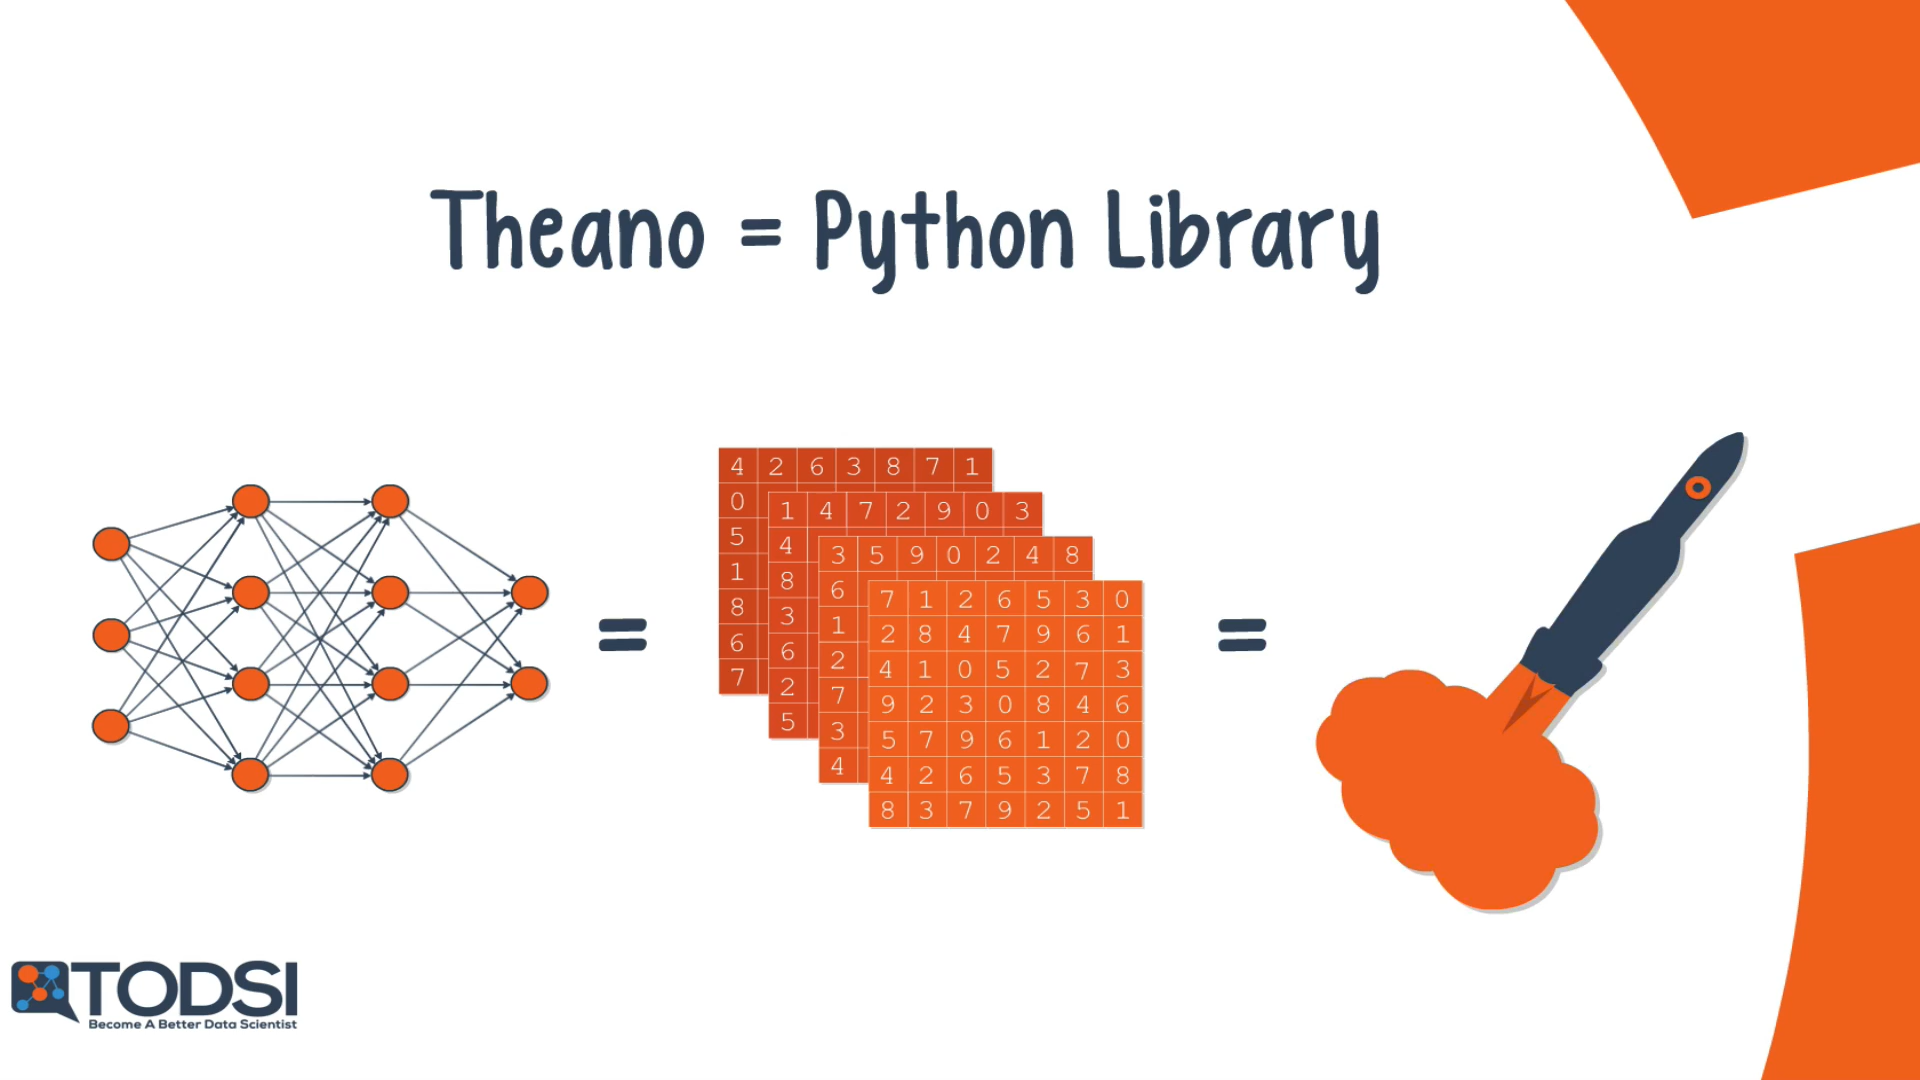 Theano = Python Library
=
=
4 2 6 3 8 7 1
0
5
1
8
6
7
1 4 7 2 9 0 3
4
8
3
6
2
5
3 5 9 0 2 4 8
6
1
2
7
3
4
7 1 2 6 5 3 0
2 8 4 7 9 6 1
4 1 0 5 2 7 3
9 2 3 0 8 4 6
5 7 9 6 1 2 0
4 2 6 5 3 7 8
8 3 7 9 2 5 1
TODSI
Become A Better Data Scientist